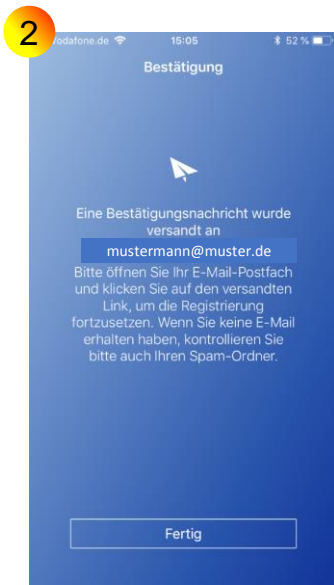 2
vodafone.de 15:05 52 %
Bestätigung
Eine Bestätigungsnachricht wurde
versandt an
mustermann@muster.de
Bitte öffnen Sie Ihr E-Mail-Postfach
und klicken Sie auf den versandten
Link, um die Registrierung
fortzusetzen. Wenn Sie keine E-Mail
erhalten haben, kontrollieren Sie
bitte auch Ihren Spam-Ordner.
Fertig